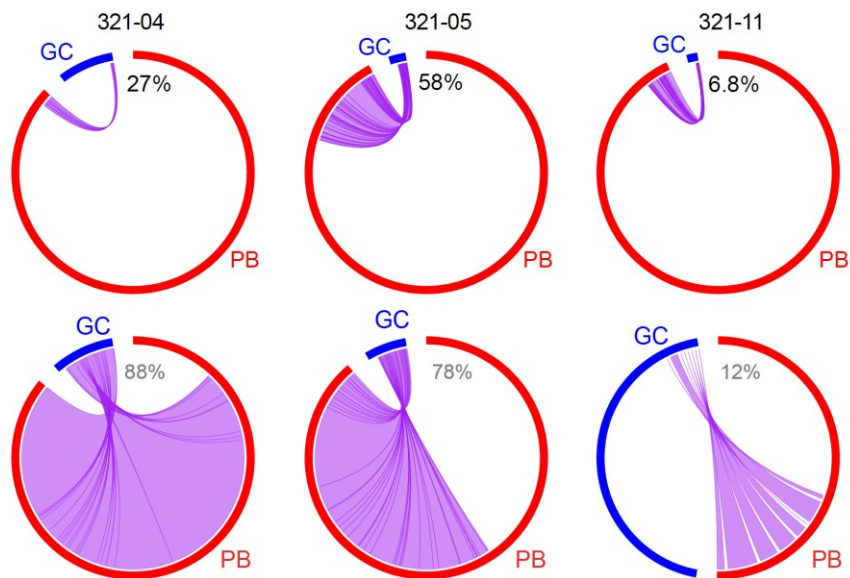 321-04
321-05
321-11
GC
GC
GC
27%
58%
6.8%
PB
PB
PB
GC
GC
GC
88%
78%
12%
PB
PB
PB